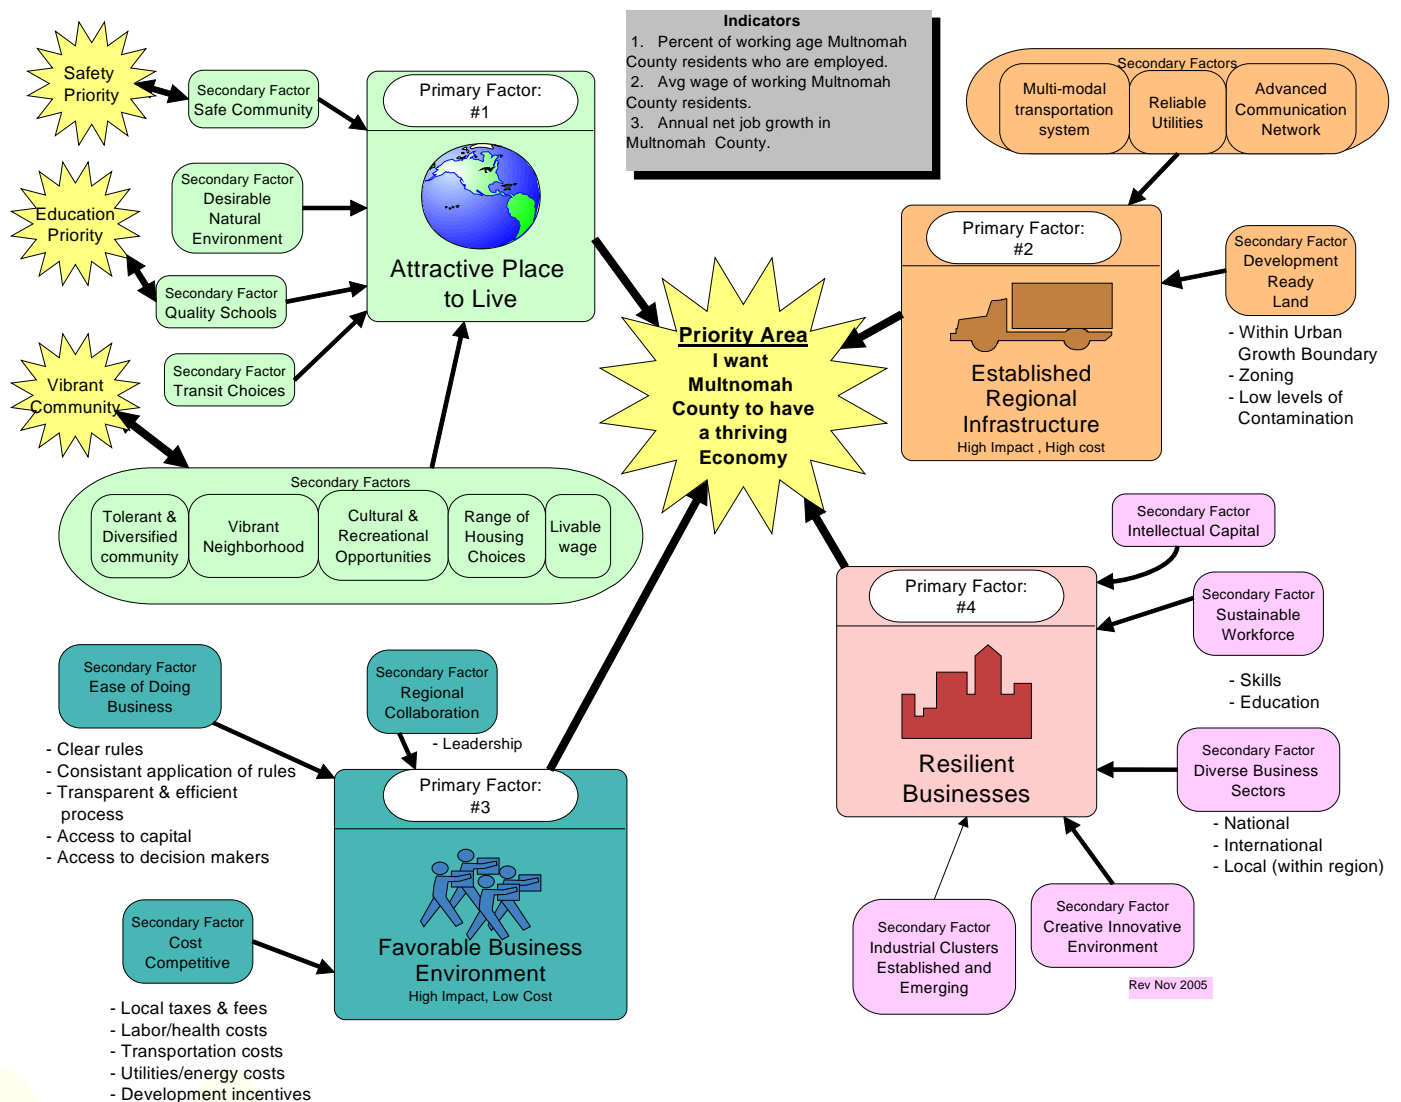 Indicators
1. Percent of working age Multnomah
County residents who are employed.
2. Avg wage of working Multnomah
County residents.
3. Annual net job growth in
Multnomah County.
Safety
Priority
Secondary Factor
Safe Community
Primary Factor:
#1
Attractive Place
to Live
Secondary Factor
Desirable
Natural
Environment
Education
Priority
Secondary Factor
Quality Schools
Secondary Factor
Transit Choices
Vibrant
Community
Secondary Factors
Tolerant &
Diversified
community
Vibrant
Neighborhood
Cultural &
Recreational
Opportunities
Range of
Housing
Choices
Livable
wage
Priority Area
I want
Multnomah
County to have
a thriving
Economy
Secondary Factors
Multi-modal
transportation
system
Reliable
Utilities
Advanced
Communication
Network
Primary Factor:
#2
Established
Regional
Infrastructure
High Impact , High cost
Secondary Factor
Development
Ready
Land
- Within Urban
Growth Boundary
- Zoning
- Low levels of
Contamination
Secondary Factor
Ease of Doing
Business
- Clear rules
- Consistant application of rules
- Transparent & efficient
process
- Access to capital
- Access to decision makers
Secondary Factor
Regional
Collaboration
- Leadership
Primary Factor:
#3
Favorable Business
Environment
High Impact, Low Cost
Secondary Factor
Cost
Competitive
- Local taxes & fees
- Labor/health costs
- Transportation costs
- Utilities/energy costs
- Development incentives
Primary Factor:
#4
Resilient
Businesses
Secondary Factor
Intellectual Capital
Secondary Factor
Sustainable
Workforce
- Skills
- Education
Secondary Factor
Diverse Business
Sectors
- National
- International
- Local (within region)
Secondary Factor
Creative Innovative
Environment
Secondary Factor
Industrial Clusters
Established and
Emerging
Rev Nov 2005